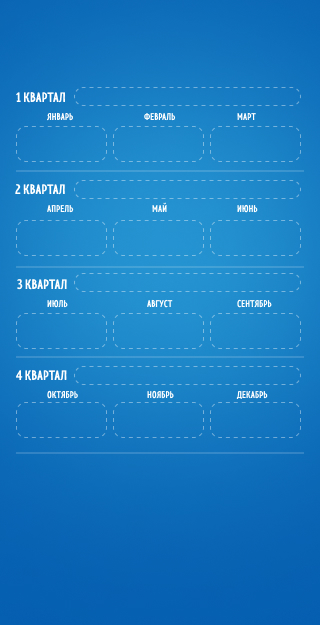 1 КВАРТАЛ
ЯНВАРЬ ФЕВРАЛЬ МАРТ
2 КВАРТАЛ
АПРЕЛЬ МАЙ ИЮНЬ
3 КВАРТАЛ
ИЮЛЬ АВГУСТ СЕНТЯБРЬ
4 КВАРТАЛ
ОКТЯБРЬ НОЯБРЬ ДЕКАБРЬ